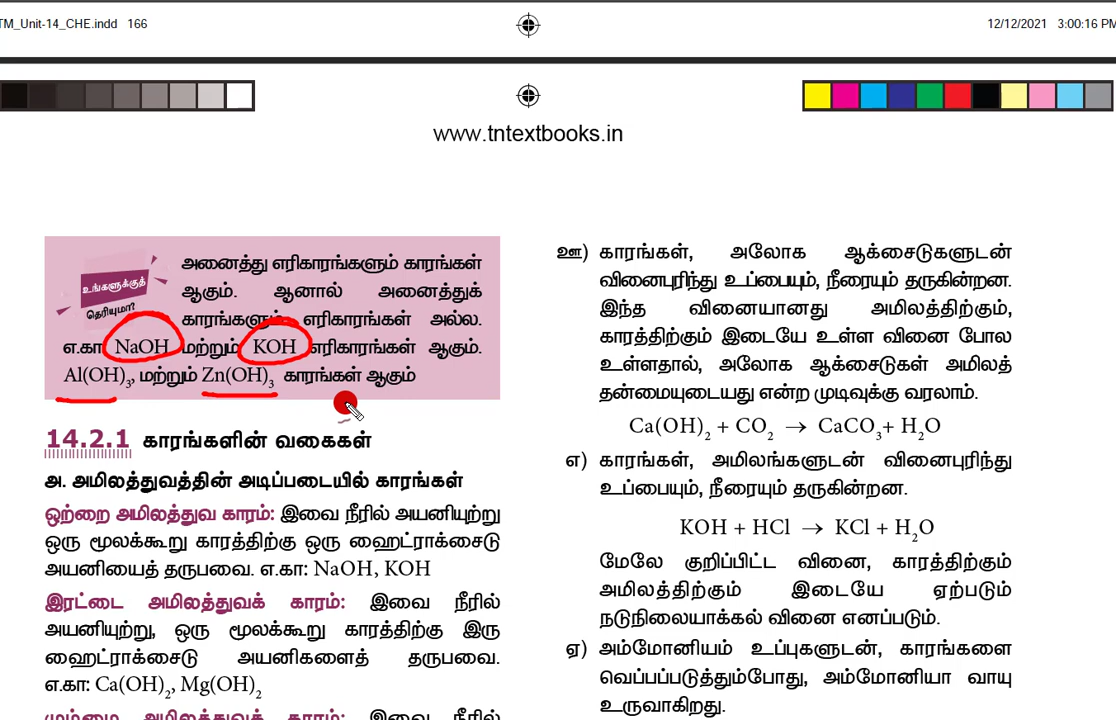 TM_Unit-14_CHE.indd 166
12/12/2021 3:00:16 PM
www.tntextbooks.in
உங்களுக்குத்
தெரியுமா?
அனைத்து எரிகாரங்களும் காரங்கள்
ஆகும். ஆனால் அனைத்துக்
காரங்களும் எரிகாரங்கள் அல்ல.
எ.கா NaOH மற்றும் KOH எரிகாரங்கள் ஆகும்.
Al(OH)₃, மற்றும் Zn(OH)₃ காரங்கள் ஆகும்
14.2.1 காரங்களின் வகைகள்
அ. அமிலத்துவத்தின் அடிப்படையில் காரங்கள்
ஒற்றை அமிலத்துவ காரம்: இவை நீரில் அயனியுற்று
ஒரு மூலக்கூறு காரத்திற்கு ஒரு ஹைட்ராக்சைடு
அயனியைத் தருபவை. எ.கா: NaOH, KOH
இரட்டை அமிலத்துவக் காரம்: இவை நீரில்
அயனியுற்று, ஒரு மூலக்கூறு காரத்திற்கு இரு
ஹைட்ராக்சைடு அயனிகளைத் தருபவை.
எ.கா: Ca(OH)₂, Mg(OH)₂
மும்மை அமிலத்துவக் காரம்: இவை நீரில்
ஊ) காரங்கள், அலோக ஆக்சைடுகளுடன்
வினைபுரிந்து உப்பையும், நீரையும் தருகின்றன.
இந்த வினையானது அமிலத்திற்கும்,
காரத்திற்கும் இடையே உள்ள வினை போல
உள்ளதால், அலோக ஆக்சைடுகள் அமிலத்
தன்மையுடையது என்ற முடிவுக்கு வரலாம்.
Ca(OH)₂ + CO₂ → CaCO₃+ H₂O
எ) காரங்கள், அமிலங்களுடன் வினைபுரிந்து
உப்பையும், நீரையும் தருகின்றன.
KOH + HCl → KCl + H₂O
மேலே குறிப்பிட்ட வினை, காரத்திற்கும்
அமிலத்திற்கும் இடையே ஏற்படும்
நடுநிலையாக்கல் வினை எனப்படும்.
ஏ) அம்மோனியம் உப்புகளுடன், காரங்களை
வெப்பப்படுத்தும்போது, அம்மோனியா வாயு
உருவாகிறது.